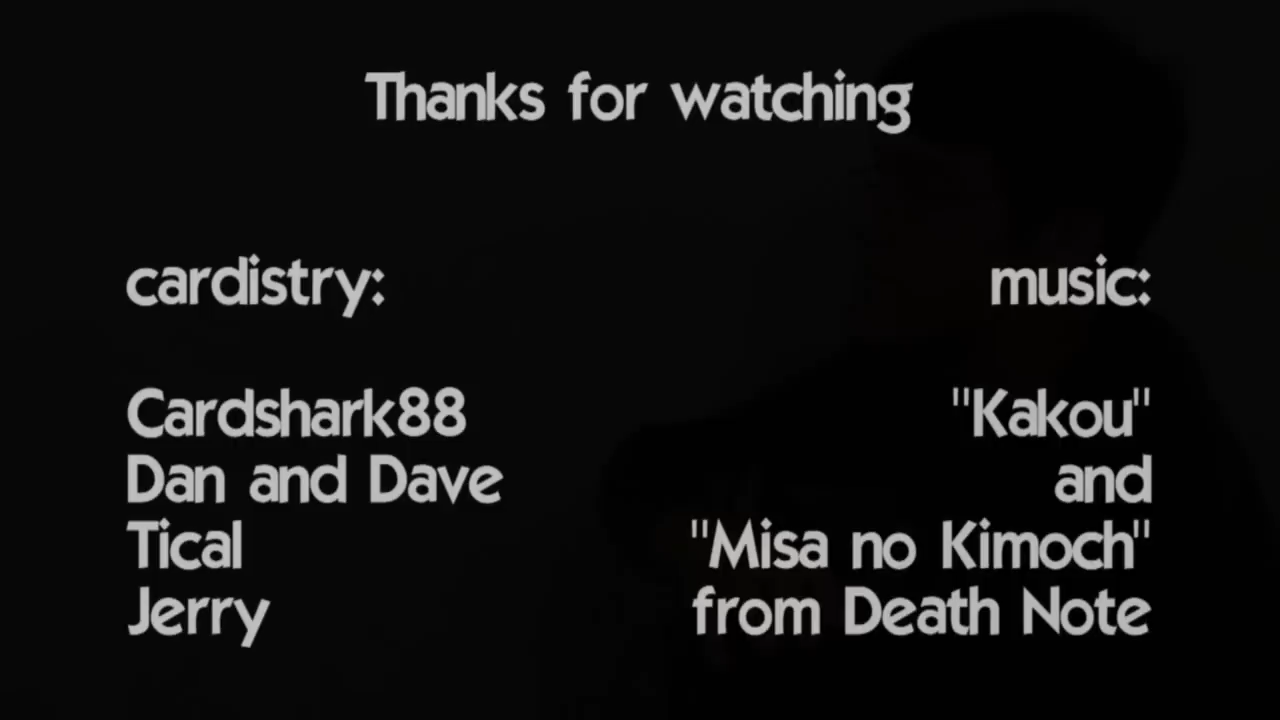 Thanks for watching
cardistry:
Cardshark88
Dan and Dave
Tical
Jerry
music:
"Kakou"
and
"Misa no Kimoch"
from Death Note